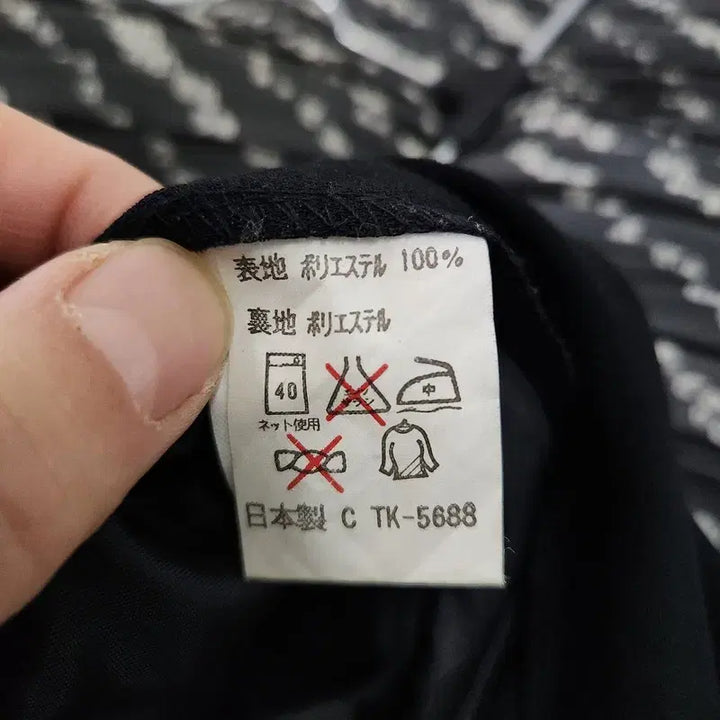 表地 ポリエステル 100%
裏地 ポリエステル
40
中
ネット使用
日本製 C TK-5688